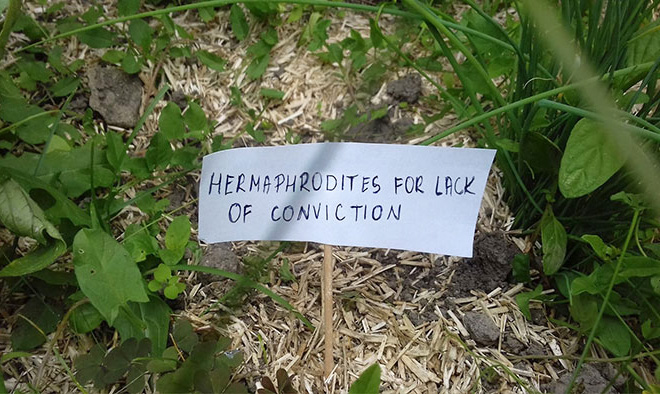 HERMAPHRODITES FOR LACK
OF CONVICTION